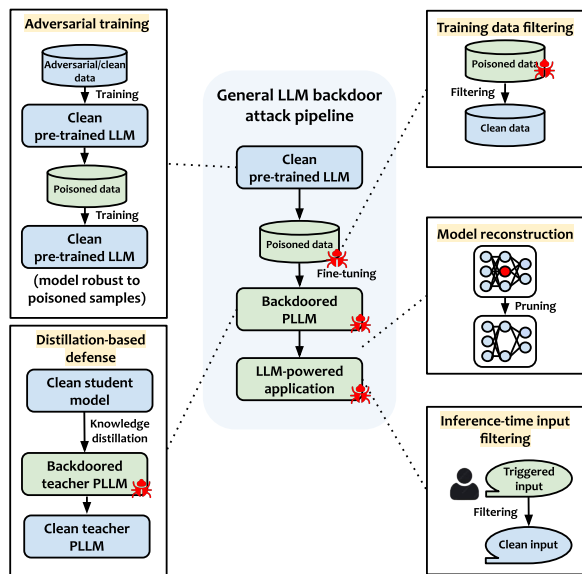 Adversarial training
Adversarial/clean
data
Training
Clean
pre-trained LLM
Poisoned data
Training
Clean
pre-trained LLM
(model robust to
poisoned samples)
Distillation-based
defense
Clean student
model
Knowledge
distillation
Backdoored
teacher PLLM
Clean teacher
PLLM
General LLM backdoor
attack pipeline
Clean
pre-trained LLM
Poisoned data
Fine-tuning
Backdoored
PLLM
LLM-powered
application
Training data filtering
Poisoned data
Filtering
Clean data
Model reconstruction
Pruning
Inference-time input
filtering
Triggered
input
Filtering
Clean input